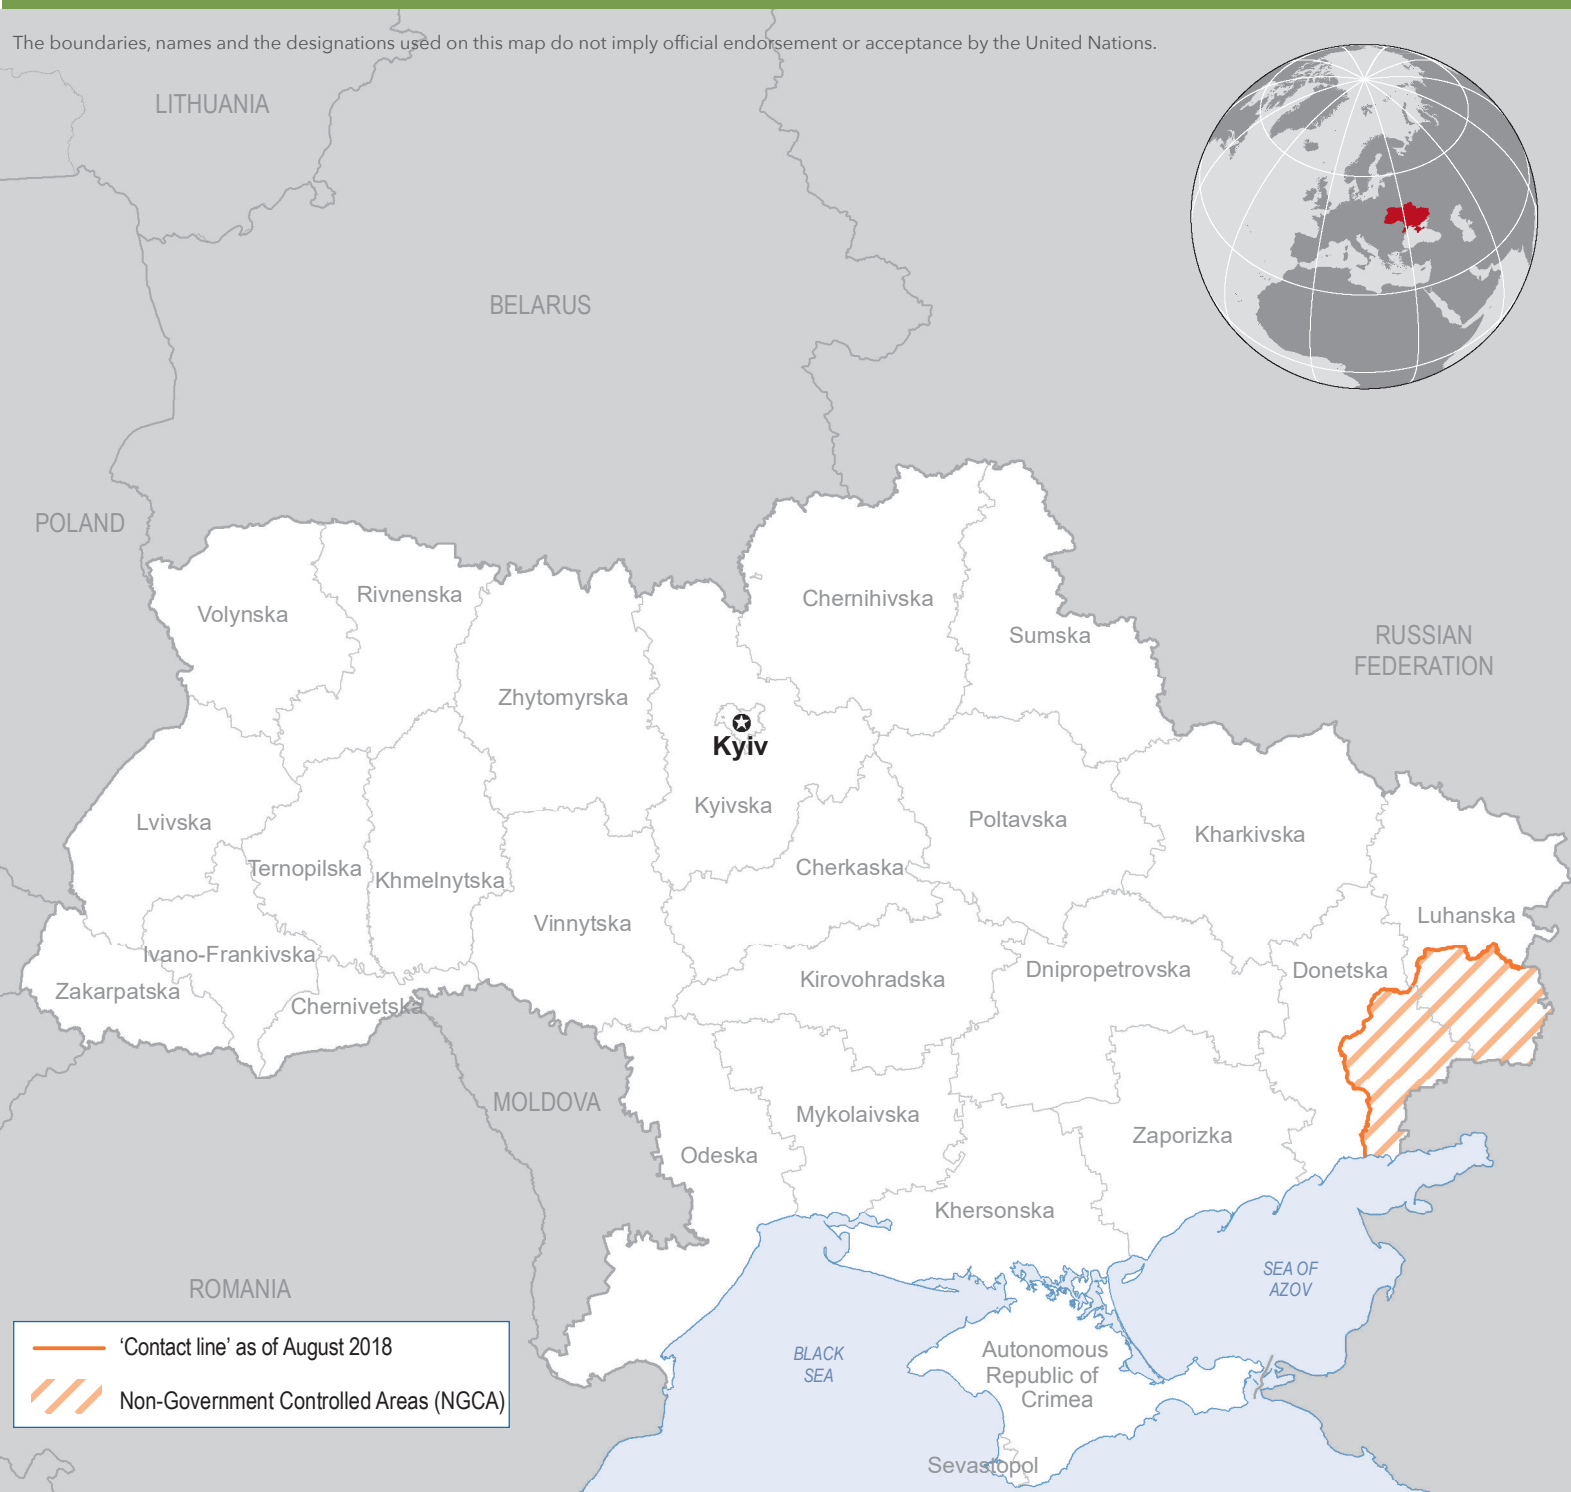 The boundaries, names and the designations used on this map do not imply official endorsement or acceptance by the United Nations.
LITHUANIA
BELARUS
POLAND
RUSSIAN
FEDERATION
Volynska
Rivnenska
Chernihivska
Sumska
Zhytomyrska
Kyiv
Kyivska
Lvivska
Ternopilska
Khmelnytska
Cherkaska
Poltavska
Kharkivska
Vinnytska
Luhanska
Ivano-Frankivska
Zakarpatska
Chernivetska
Kirovohradska
Dnipropetrovska
Donetska
MOLDOVA
Mykolaivska
Odeska
Zaporizka
Khersonska
ROMANIA
SEA OF
AZOV
BLACK
SEA
Autonomous
Republic of
Crimea
Sevastopol
‘Contact line’ as of August 2018
Non-Government Controlled Areas (NGCA)